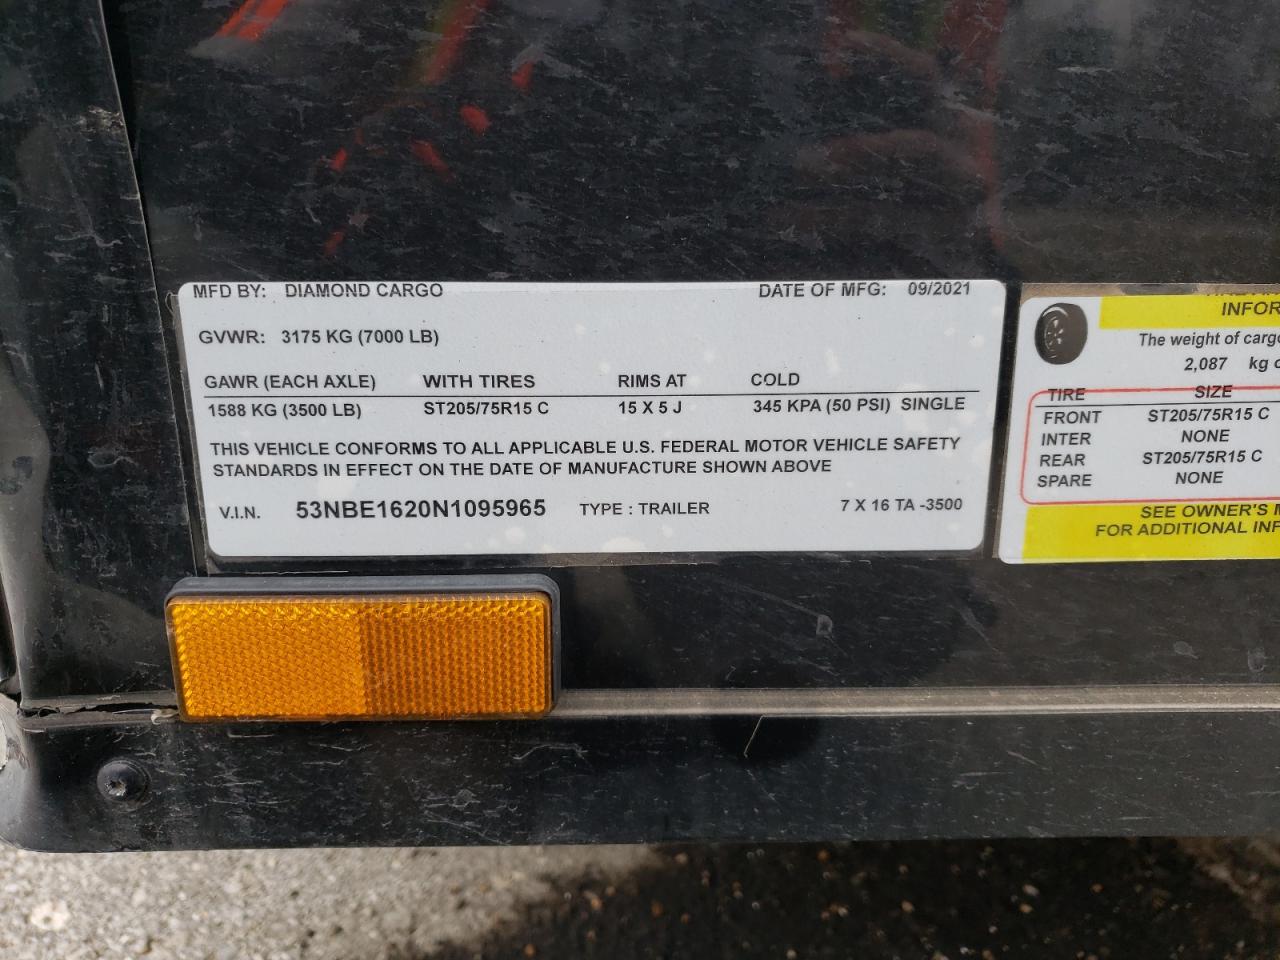 MFD BY: DIAMOND CARGO DATE OF MFG: 09/2021
GVWR: 3175 KG (7000 LB)
GAWR (EACH AXLE) WITH TIRES RIMS AT COLD
1588 KG (3500 LB) ST205/75R15 C 15 X 5 J 345 KPA (50 PSI) SINGLE
THIS VEHICLE CONFORMS TO ALL APPLICABLE U.S. FEDERAL MOTOR VEHICLE SAFETY
STANDARDS IN EFFECT ON THE DATE OF MANUFACTURE SHOWN ABOVE
V.I.N. 53NBE1620N1095965 TYPE : TRAILER 7 X 16 TA -3500
The weight of cargo
2,087 kg
TIRE SIZE
FRONT ST205/75R15 C
INTER NONE
REAR ST205/75R15 C
SPARE NONE
SEE OWNER'S
FOR ADDITIONAL